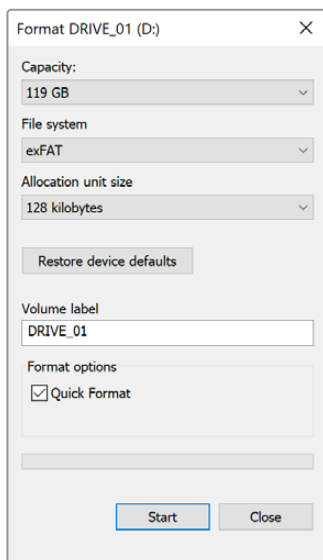 Format DRIVE_01 (D:)
Capacity:
119 GB
File system
exFAT
Allocation unit size
128 kilobytes
Restore device defaults
Volume label
DRIVE_01
Format options
Quick Format
Start Close